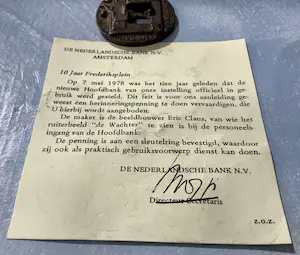 DE NEDERLANDSCHE BANK N.V.
AMSTERDAM
10 Jaar Frederiksplein
Op 7 mei 1978 was het tien jaar geleden dat de
nieuwe Hoofdbank van onze instelling officieel in ge-
bruik werd gesteld. Dit feit is voor ons aanleiding ge-
weest een herinneringspenning te doen vervaardigen, die
U hierbij wordt aangeboden.
De maker is de beeldhouwer Eric Claus, van wie het
ruiterbeeld "de Wachter" te zien is bij de personeels-
ingang van de Hoofdbank.
De penning is aan een sleutelring bevestigd, waardoor
zij ook als praktisch gebruiksvoorwerp dienst kan doen.
DE NEDERLANDSCHE BANK N.V.
Directeur-Secretaris
z.o.z.